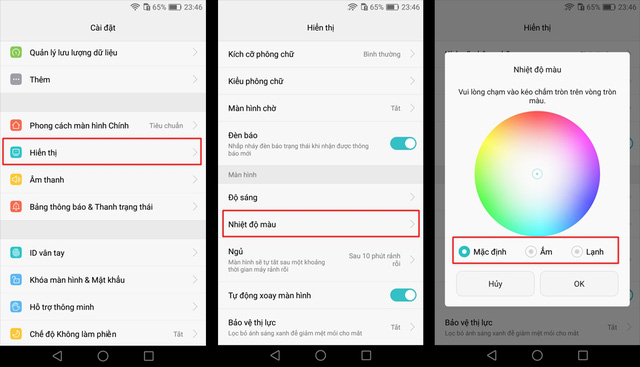 65% 23:46
Cài đặt
Quản lý lưu lượng dữ liệu
Thêm
Phong cách màn hình Chính Tiêu chuẩn
Hiển thị
Âm thanh
Bảng thông báo & Thanh trạng thái
ID vân tay
Khóa màn hình & Mật khẩu
Hỗ trợ thông minh
Chế độ Không làm phiền Tắt
65% 23:46
Hiển thị
Kích cỡ phông chữ Bình thường
Kiểu phông chữ
Màn hình chờ Tắt
Đèn báo
Nhấp nháy đèn báo trạng thái khi nhận được thông
báo mới
Màn hình
Độ sáng
Nhiệt độ màu
Ngủ
Màn hình sẽ tự tắt sau một khoảng
thời gian máy rảnh rỗi
Sau 10 phút rảnh
rỗi
Tự động xoay màn hình
Bảo vệ thị lực Tắt
Lọc bỏ ánh sáng xanh để giảm mệt mỏi cho mắt
65% 23:46
Hiển thị
Nhiệt độ màu
Vui lòng chạm vào kéo chấm tròn trên vòng tròn
màu.
Mặc định Ấm Lạnh
Hủy OK
Bảo vệ thị lực Tắt
Lọc bỏ ánh sáng xanh để giảm mệt mỏi cho mắt